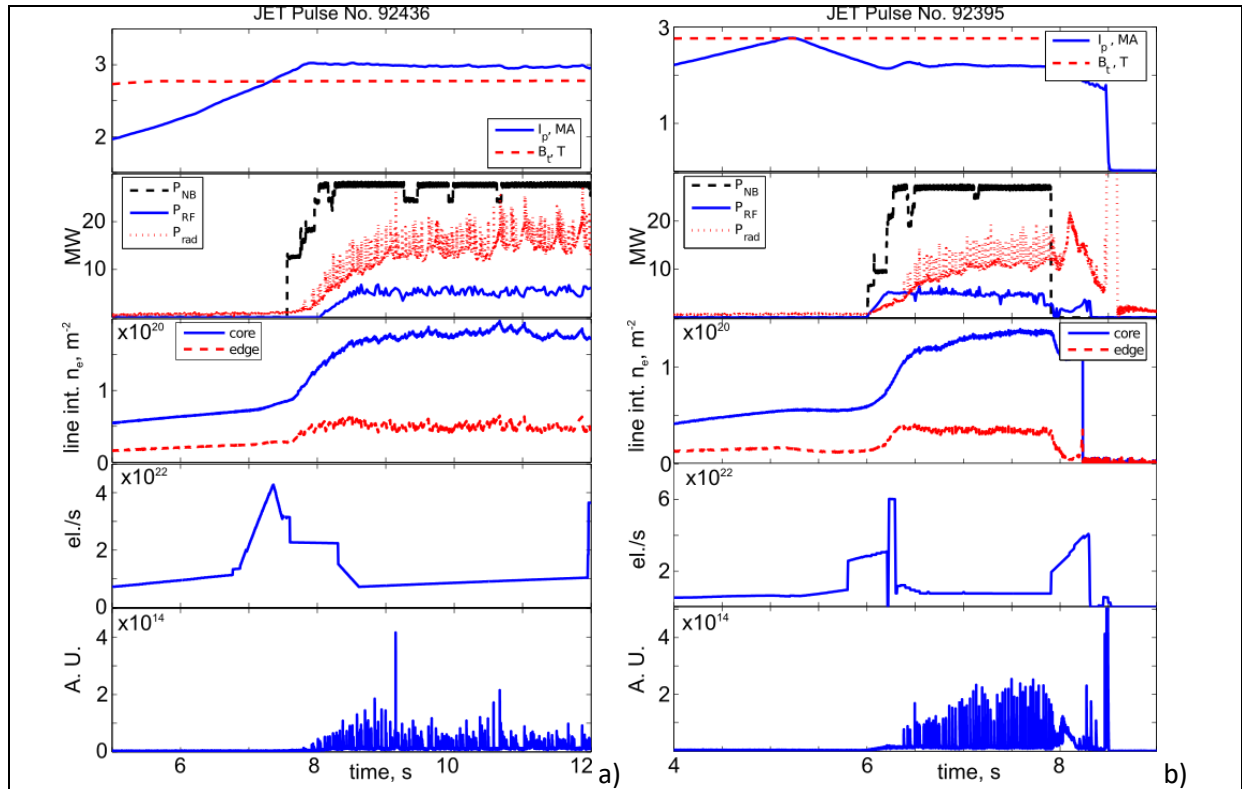 JET Pulse No. 92436
3
2
I_p, MA
B_t, T
P_NB
P_RF
P_rad
MW
20
10
x10^20
core
edge
line int. n_e, m^-2
1
0
x10^22
el./s
4
2
0
x10^14
A. U.
4
2
0
6
8
10
12
time, s
a)
JET Pulse No. 92395
3
1
I_p, MA
B_t, T
P_NB
P_RF
P_rad
MW
20
10
x10^20
core
edge
line int. n_e, m^-2
1
0
x10^22
el./s
6
4
2
x10^14
A. U.
4
2
0
4
6
7
8
time, s
b)